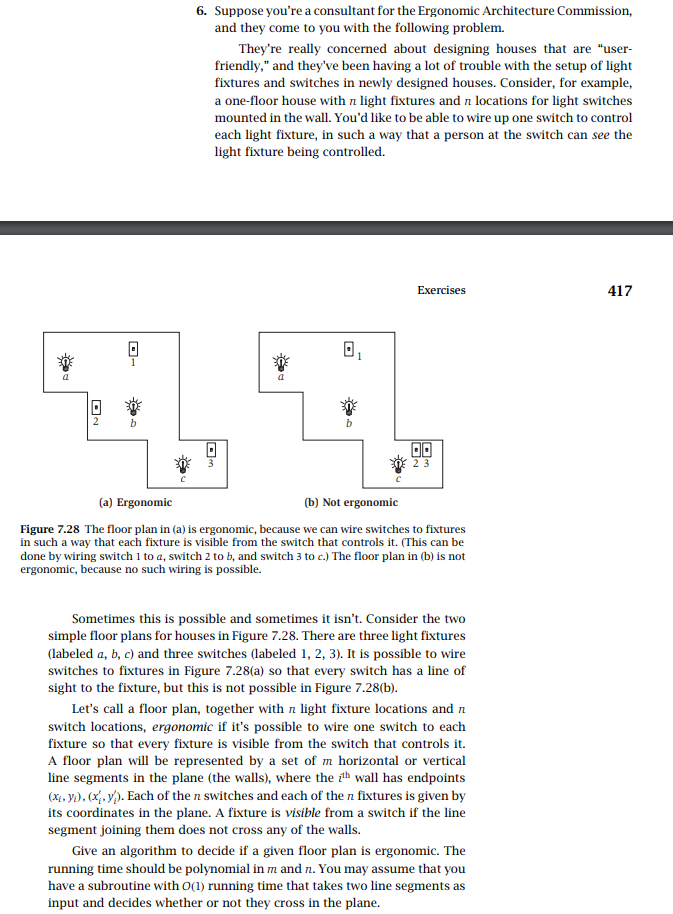 6. Suppose you're a consultant for the Ergonomic Architecture Commission,
and they come to you with the following problem.
They're really concerned about designing houses that are “user-
friendly,” and they've been having a lot of trouble with the setup of light
fixtures and switches in newly designed houses. Consider, for example,
a one-floor house with n light fixtures and n locations for light switches
mounted in the wall. You'd like to be able to wire up one switch to control
each light fixture, in such a way that a person at the switch can see the
light fixture being controlled.
Exercises 417
a
1
2
b
3
c
(a) Ergonomic
a
1
b
2 3
c
(b) Not ergonomic
Figure 7.28 The floor plan in (a) is ergonomic, because we can wire switches to fixtures
in such a way that each fixture is visible from the switch that controls it. (This can be
done by wiring switch 1 to a, switch 2 to b, and switch 3 to c.) The floor plan in (b) is not
ergonomic, because no such wiring is possible.
Sometimes this is possible and sometimes it isn't. Consider the two
simple floor plans for houses in Figure 7.28. There are three light fixtures
(labeled a, b, c) and three switches (labeled 1, 2, 3). It is possible to wire
switches to fixtures in Figure 7.28(a) so that every switch has a line of
sight to the fixture, but this is not possible in Figure 7.28(b).
Let's call a floor plan, together with n light fixture locations and n
switch locations, ergonomic if it's possible to wire one switch to each
fixture so that every fixture is visible from the switch that controls it.
A floor plan will be represented by a set of m horizontal or vertical
line segments in the plane (the walls), where the iᵗʰ wall has endpoints
(xᵢ, yᵢ), (x′ᵢ, y′ᵢ). Each of the n switches and each of the n fixtures is given by
its coordinates in the plane. A fixture is visible from a switch if the line
segment joining them does not cross any of the walls.
Give an algorithm to decide if a given floor plan is ergonomic. The
running time should be polynomial in m and n. You may assume that you
have a subroutine with O(1) running time that takes two line segments as
input and decides whether or not they cross in the plane.